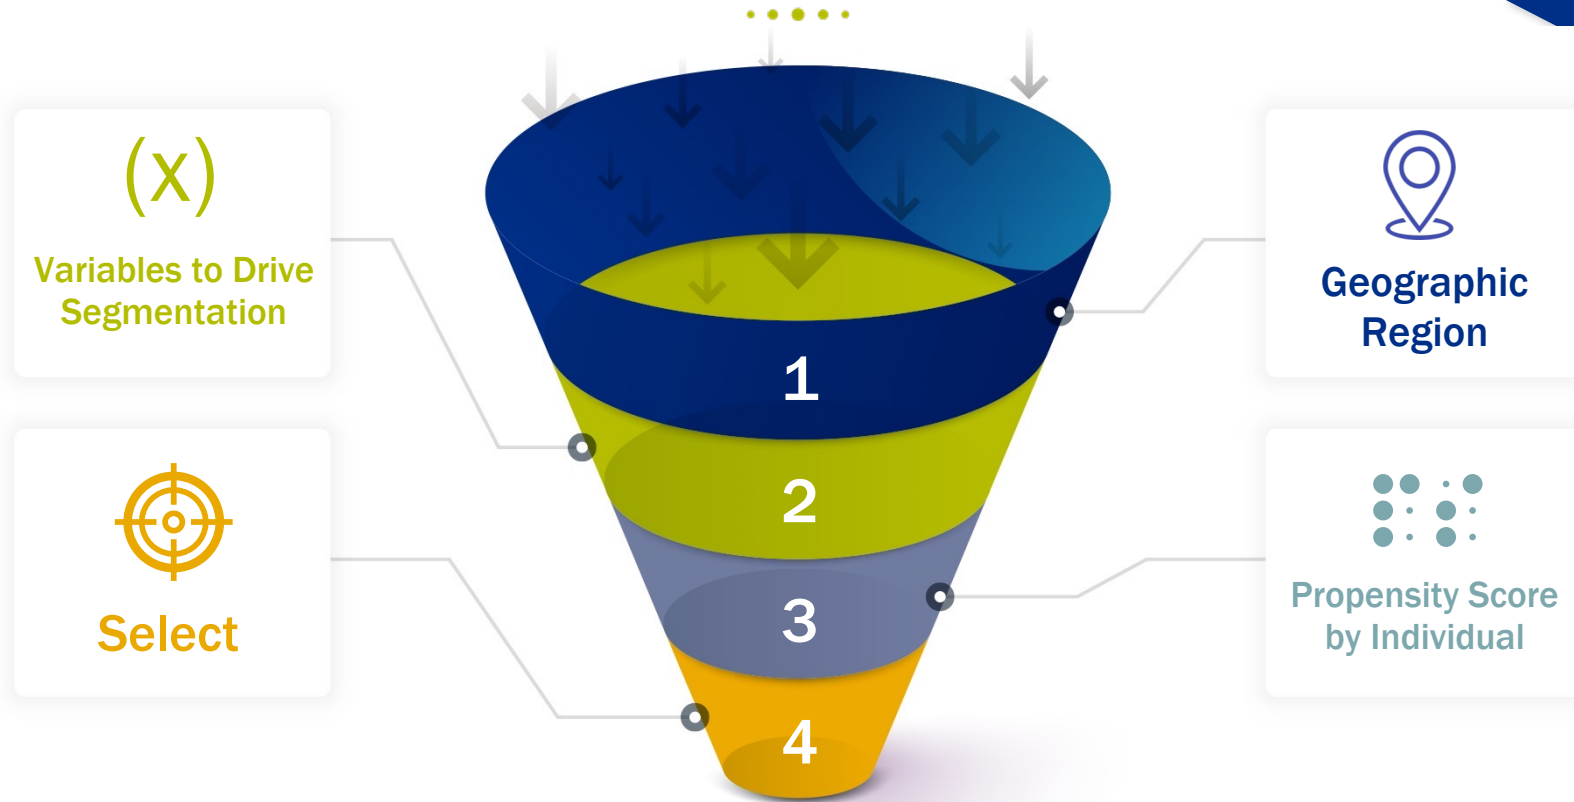 (x)
Variables to Drive
Segmentation
Select
1
2
3
4
Geographic
Region
Propensity Score
by Individual